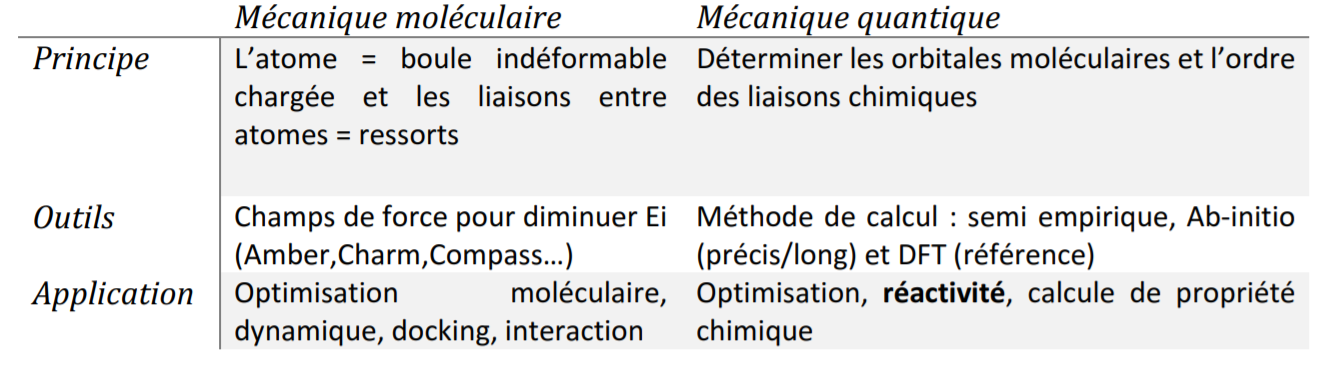 Mécanique moléculaire Mécanique quantique
Principe L’atome = boule indéformable Déterminer les orbitales moléculaires et l’ordre
chargée et les liaisons entre des liaisons chimiques
atomes = ressorts
Outils Champs de force pour diminuer Ei Méthode de calcul : semi empirique, Ab-initio
(Amber,Charm,Compass…) (précis/long) et DFT (référence)
Application Optimisation moléculaire, Optimisation, réactivité, calcule de propriété
dynamique, docking, interaction chimique